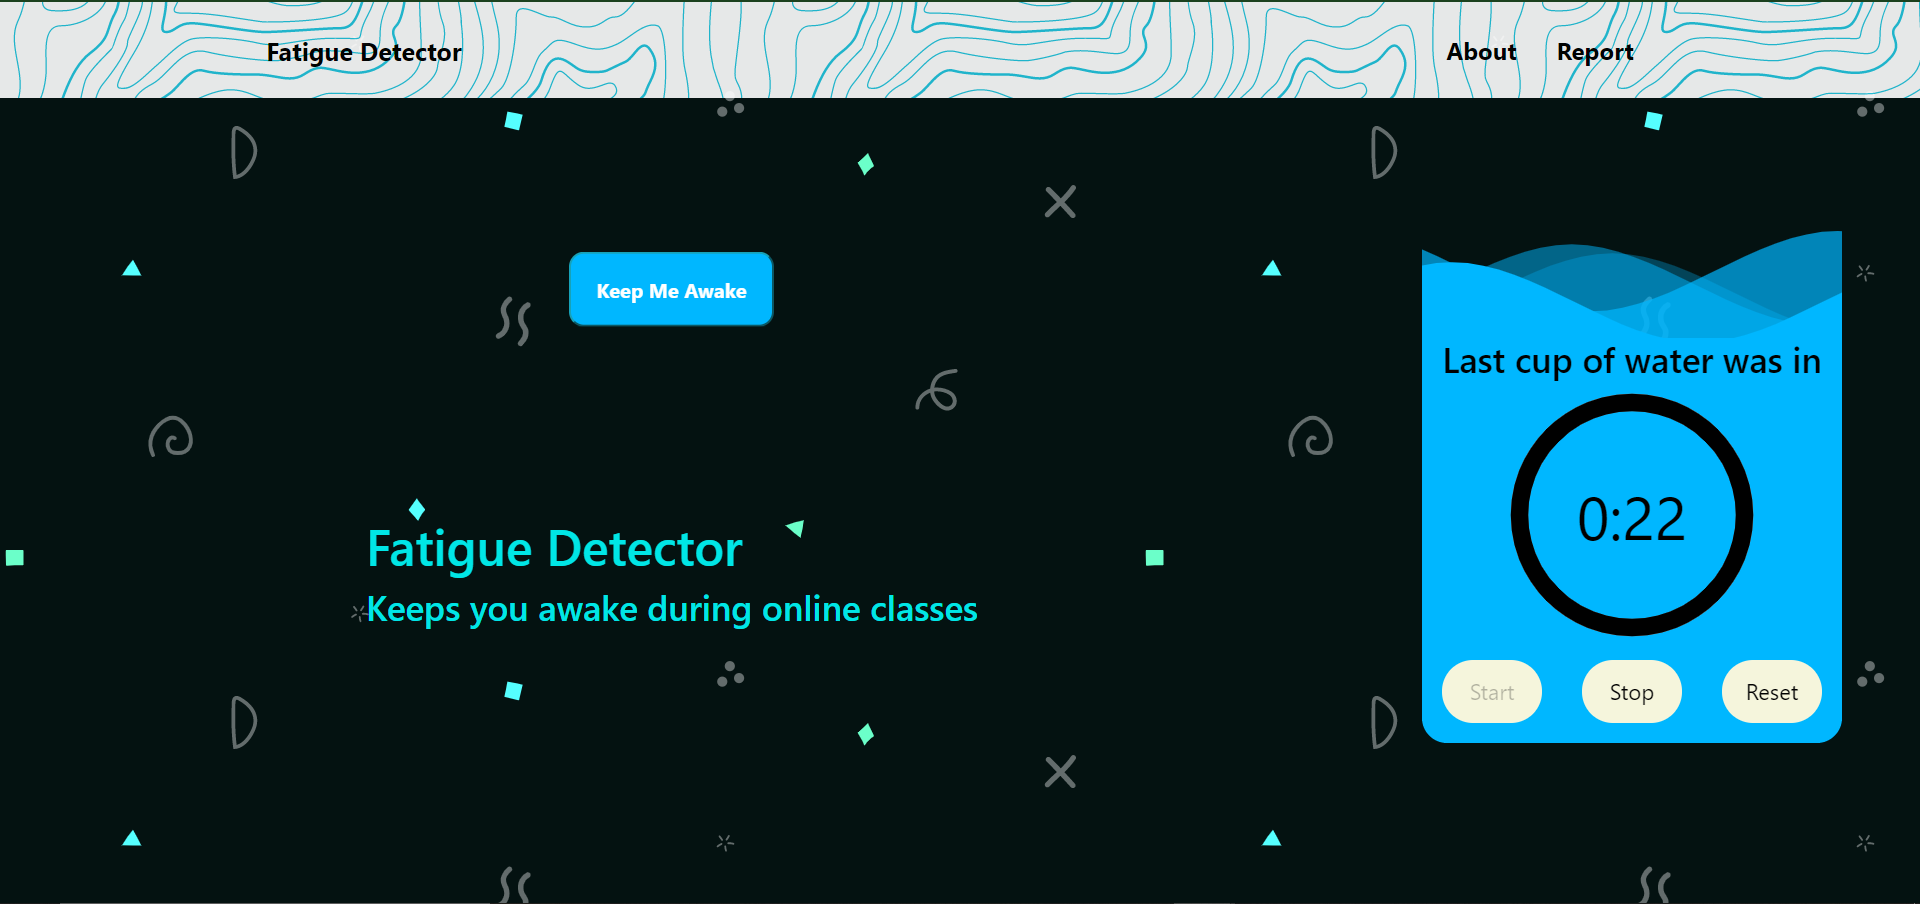 Fatigue Detector
About
Report
Keep Me Awake
Fatigue Detector
Keeps you awake during online classes
Last cup of water was in
0:22
Start
Stop
Reset